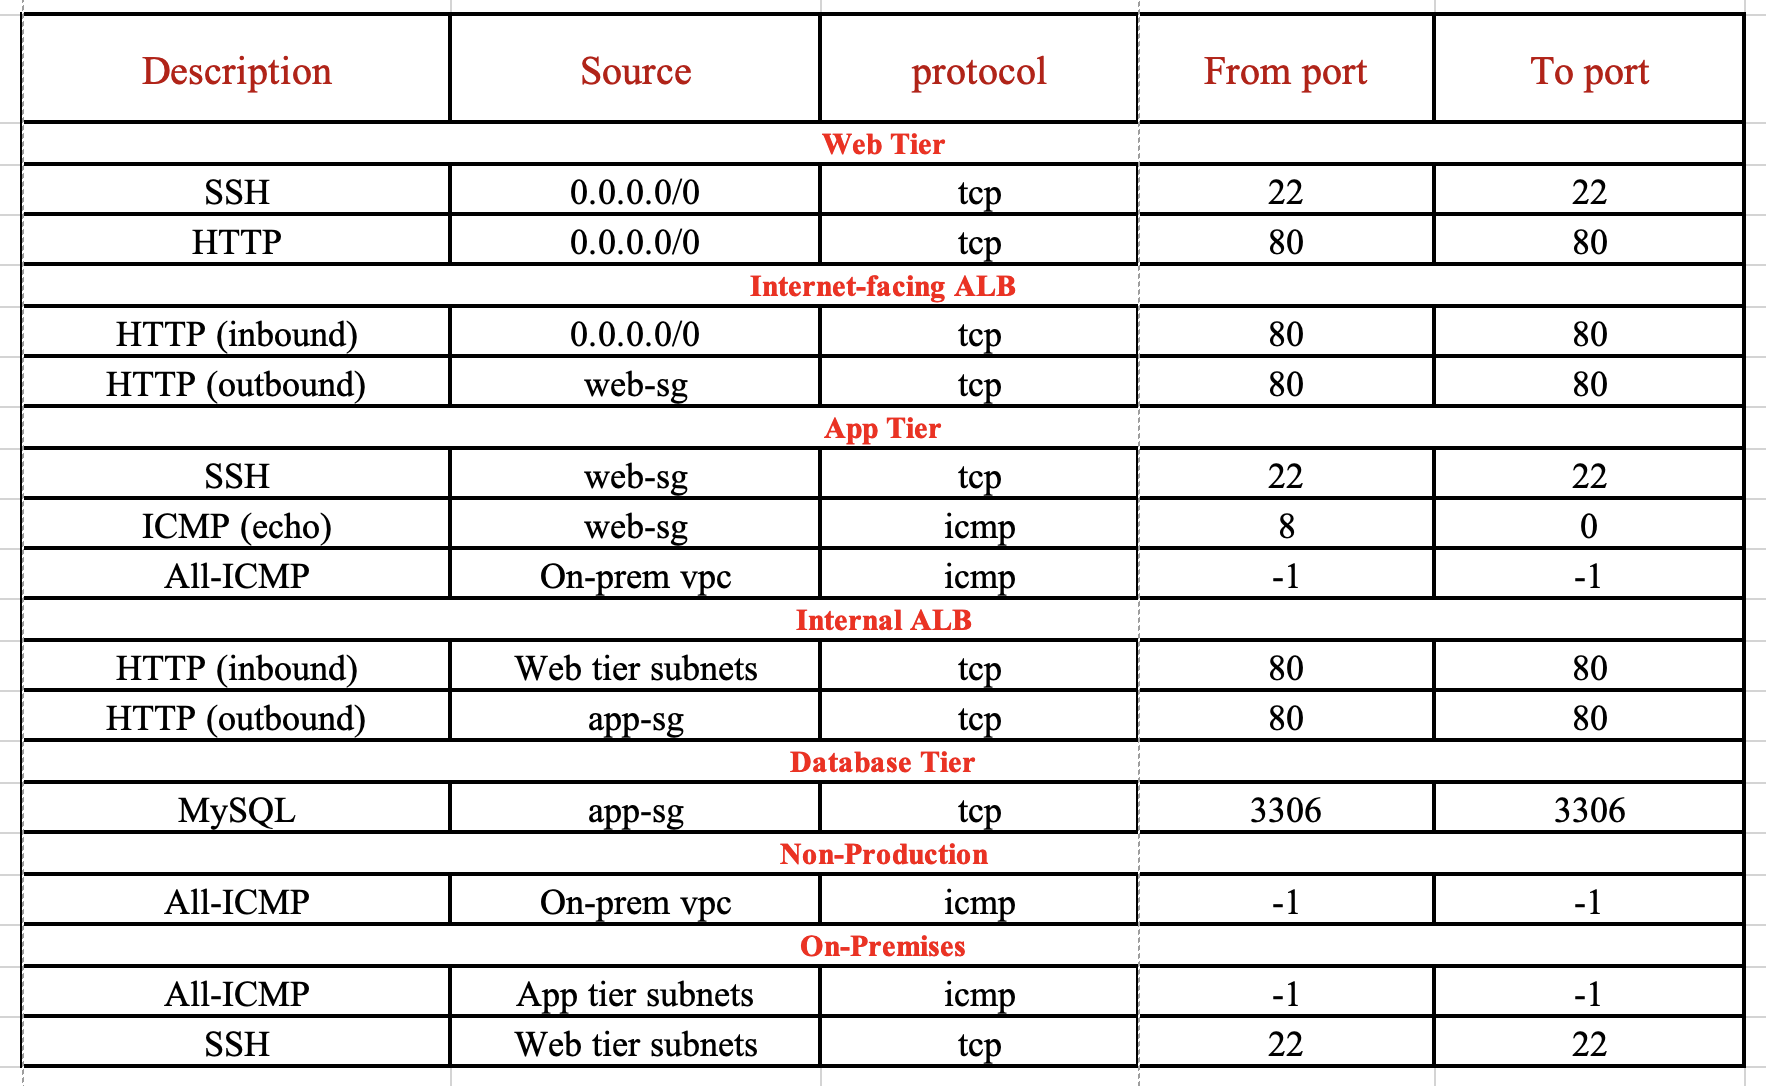 Description Source protocol From port To port
Web Tier
SSH 0.0.0.0/0 tcp 22 22
HTTP 0.0.0.0/0 tcp 80 80
Internet-facing ALB
HTTP (inbound) 0.0.0.0/0 tcp 80 80
HTTP (outbound) web-sg tcp 80 80
App Tier
SSH web-sg tcp 22 22
ICMP (echo) web-sg icmp 8 0
All-ICMP On-prem vpc icmp -1 -1
Internal ALB
HTTP (inbound) Web tier subnets tcp 80 80
HTTP (outbound) app-sg tcp 80 80
Database Tier
MySQL app-sg tcp 3306 3306
Non-Production
All-ICMP On-prem vpc icmp -1 -1
On-Premises
All-ICMP App tier subnets icmp -1 -1
SSH Web tier subnets tcp 22 22